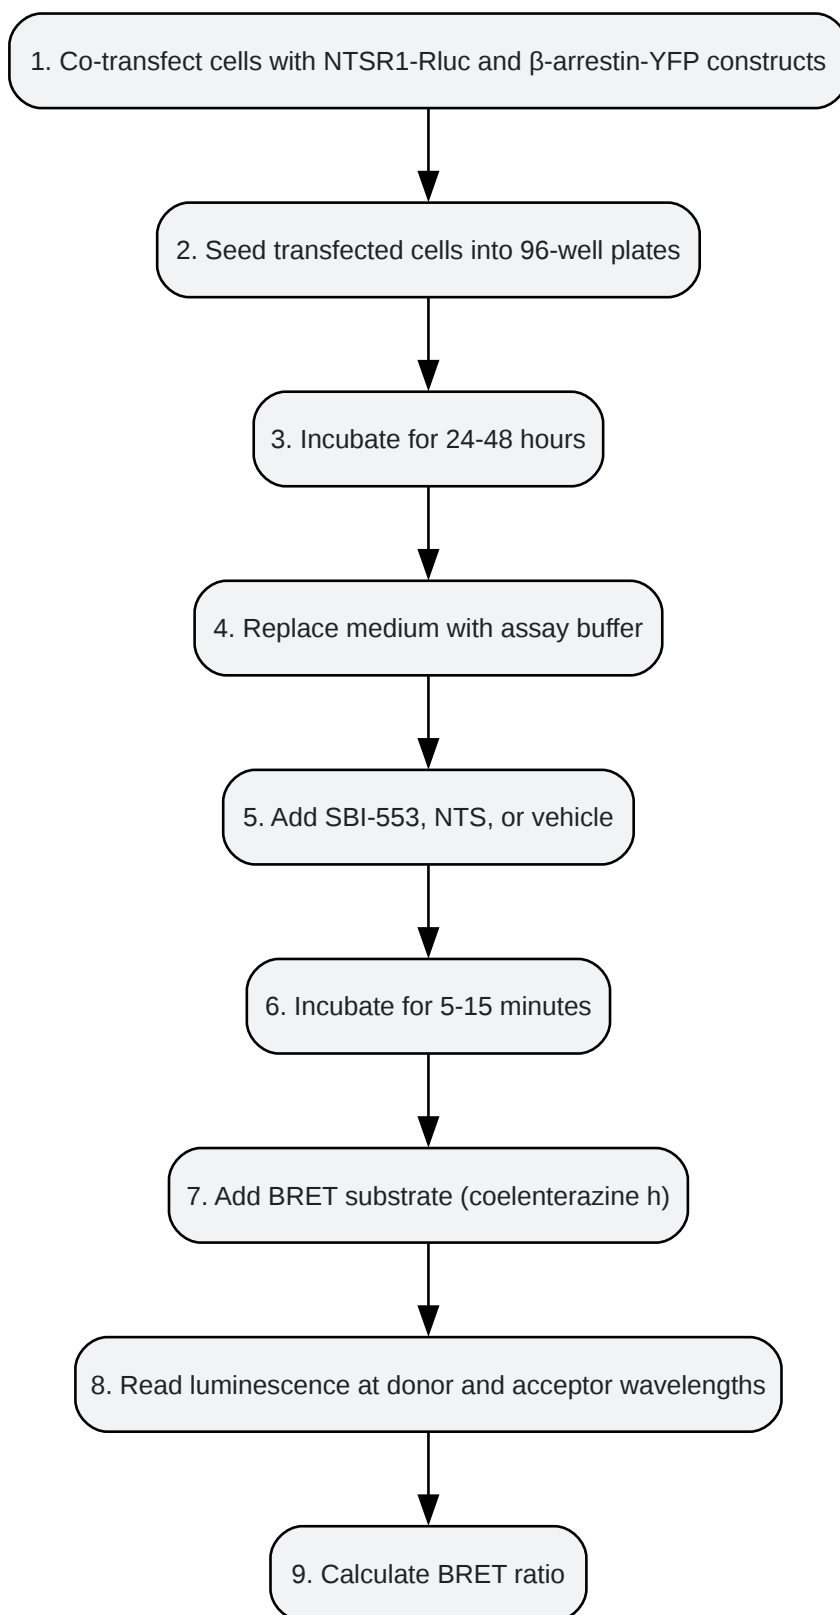 1. Co-transfect cells with NTSR1-Rluc and β-arrestin-YFP constructs
2. Seed transfected cells into 96-well plates
3. Incubate for 24-48 hours
4. Replace medium with assay buffer
5. Add SBI-553, NTS, or vehicle
6. Incubate for 5-15 minutes
7. Add BRET substrate (coelenterazine h)
8. Read luminescence at donor and acceptor wavelengths
9. Calculate BRET ratio